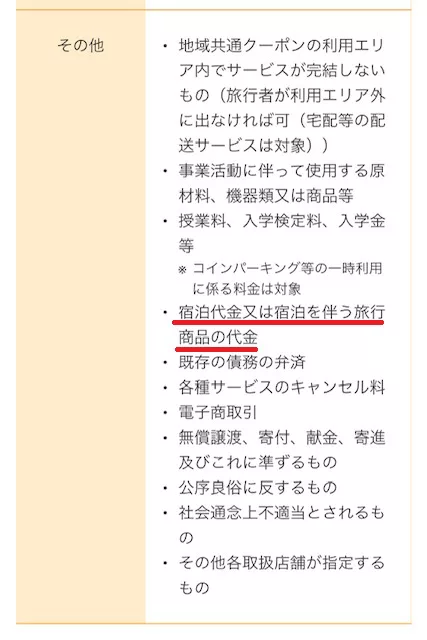 その他
・ 地域共通クーポンの利用エリ
ア内でサービスが完結しない
もの（旅行者が利用エリア外
に出なければ可（宅配等の配
送サービスは対象））
・ 事業活動に伴って使用する原
材料、機器類又は商品等
・ 授業料、入学検定料、入学金
等
※ コインパーキング等の一時利用
に係る料金は対象
・ 宿泊代金又は宿泊を伴う旅行
商品の代金
・ 既存の債務の弁済
・ 各種サービスのキャンセル料
・ 電子商取引
・ 無償譲渡、寄付、献金、寄進
及びこれに準ずるもの
・ 公序良俗に反するもの
・ 社会通念上不適当とされるも
の
・ その他各取扱店舗が指定する
もの